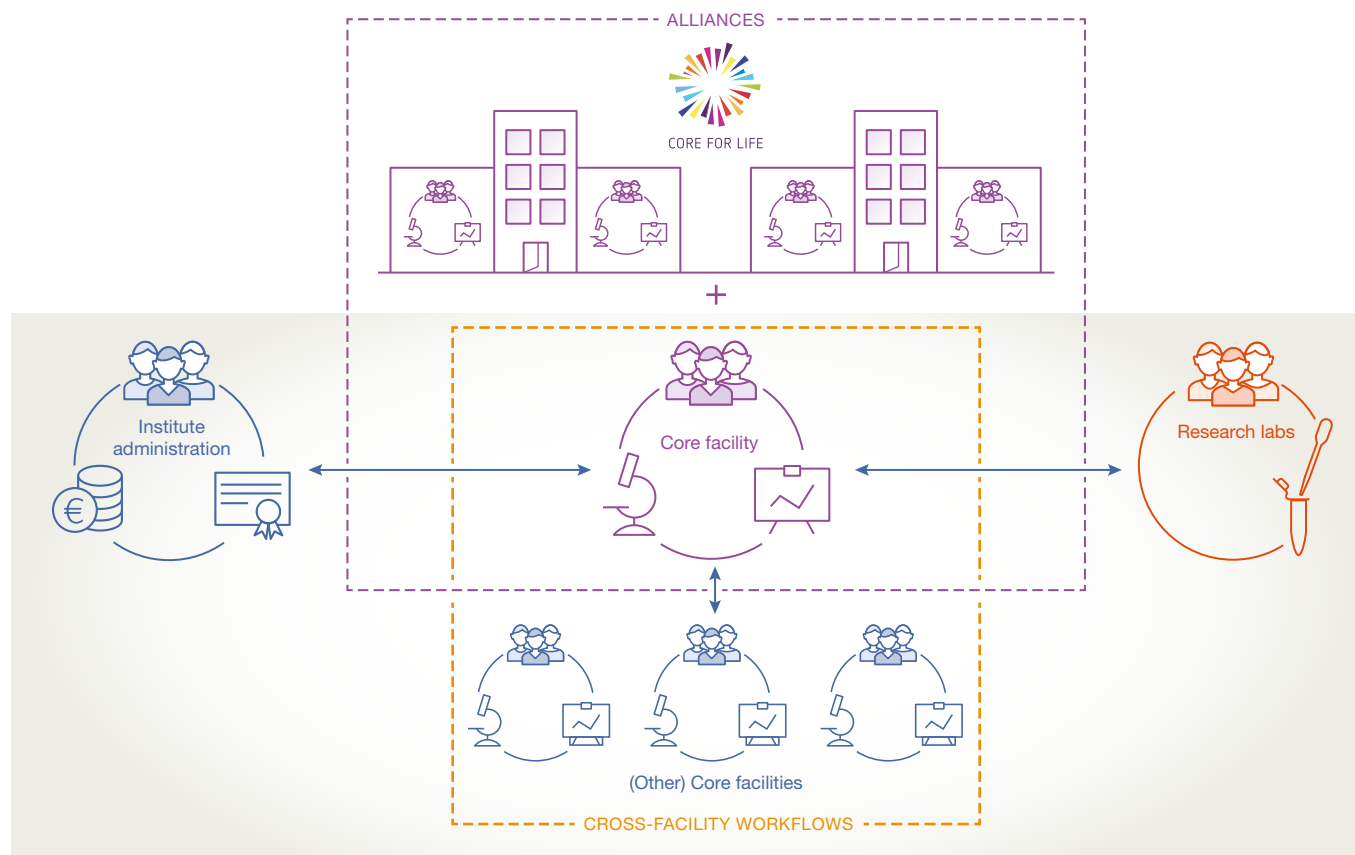 ALLIANCES
CORE FOR LIFE
+
Institute
administration
€
Core facility
Research labs
(Other) Core facilities
CROSS-FACILITY WORKFLOWS